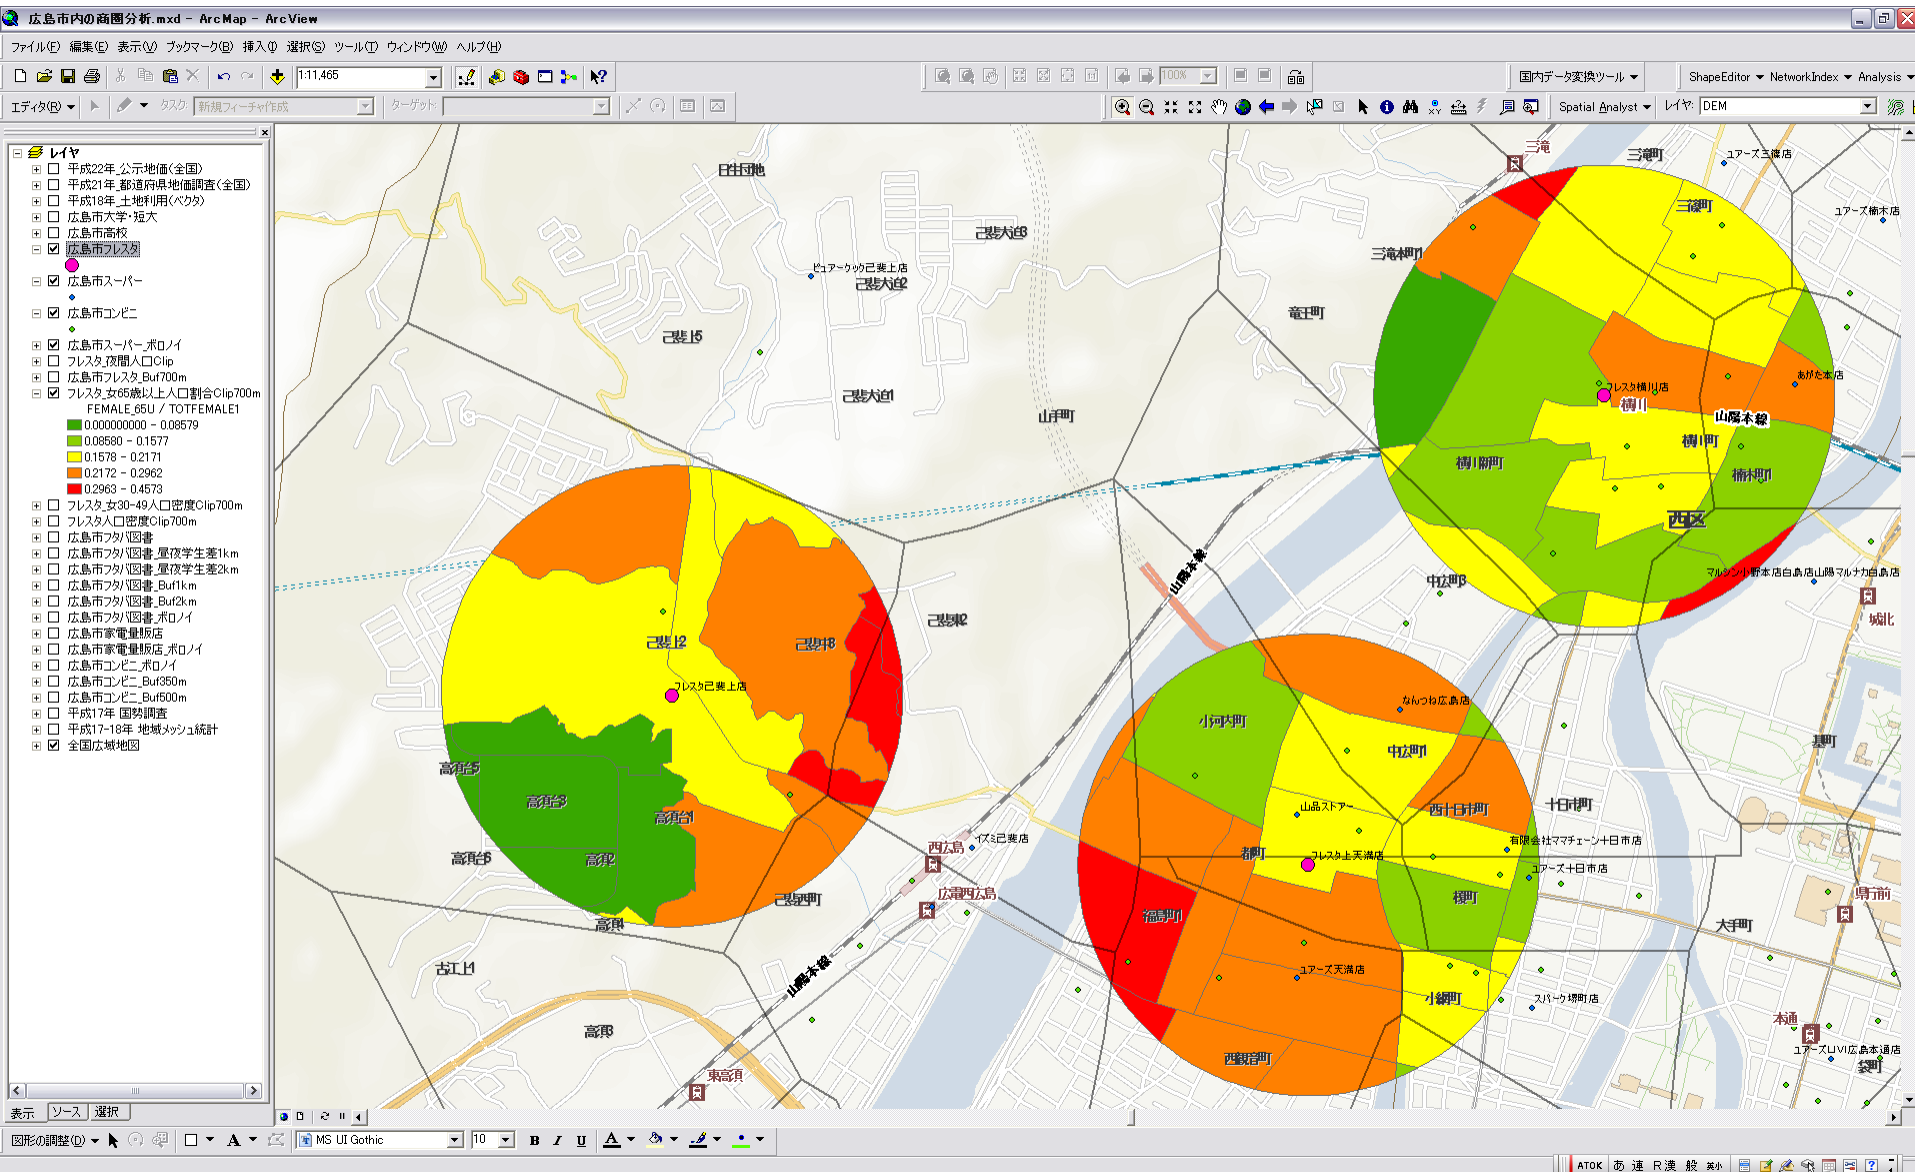 広島市内の商圏分析.mxd - ArcMap - ArcView
ファイル(F) 編集(E) 表示(V) ブックマーク(B) 挿入(I) 選択(S) ツール(T) ウィンドウ(W) ヘルプ(H)
1:11,465
100%
国内データ変換ツール
ShapeEditor
NetworkIndex
Analysis
エディタ(R)
タスク:
新規フィーチャ作成
ターゲット:
Spatial Analyst
レイヤ:
DEM
レイヤ
平成22年_公示地価(全国)
平成21年_都道府県地価調査(全国)
平成18年_土地利用(ベクタ)
広島市大学・短大
広島市高校
広島市フレスタ
広島市スーパー
広島市コンビニ
広島市スーパー_ボロノイ
フレスタ_夜間人口Clip
広島市フレスタ_Buf700m
フレスタ_女65歳以上人口割合Clip700m
FEMALE_65U / TOTFEMALE1
0.000000000 - 0.08579
0.08580 - 0.1577
0.1578 - 0.2171
0.2172 - 0.2962
0.2963 - 0.4573
フレスタ_女30-49人口密度Clip700m
フレスタ人口密度Clip700m
広島市フタバ図書
広島市フタバ図書_昼夜学生差1km
広島市フタバ図書_昼夜学生差2km
広島市フタバ図書_Buf1km
広島市フタバ図書_Buf2km
広島市フタバ図書_ボロノイ
広島市家電量販店
広島市家電量販店_ボロノイ
広島市コンビニ_ボロノイ
広島市コンビニ_Buf350m
広島市コンビニ_Buf500m
平成17年 国勢調査
平成17-18年 地域メッシュ統計
全国広域地図
表示 ソース 選択
日生団地
己斐大迫3
ピュアークック己斐上店
己斐大迫2
己斐上5
己斐大迫1
山手町
竜王町
三滝
三滝町
ユアーズ三篠店
三篠町
ユアーズ楠木店
三滝本町1
あがた本店
フレスタ横川店
横川
山陽本線
横川町
横川新町
楠木町1
西区
マルシン小野本店白島店山陽マルナカ白島店
中広町3
城北
山陽本線
己斐東2
己斐上2
己斐中3
フレスタ己斐上店
高須台5
高須台3
高須台1
高須台6
高須2
高須4
己斐西町
古江上1
山陽本線
高須3
東高須
西広島
イズミ己斐店
広電西広島
小河内町
なんつね広島店
中広町1
山品ストアー
西十日市町
十日市町
有限会社ママチェーン十日市店
都町
フレスタ上天満店
ユアーズ十日市店
榎町
福島町1
ユアーズ天満店
小網町
スパーク堺町店
西観音町
基町
県庁前
大手町
本通
ユアーズLIVI広島本通店
袋町
図形の調整(D)
MS UI Gothic
10
B I U
A
ATOK あ 連 R漢 般 英小